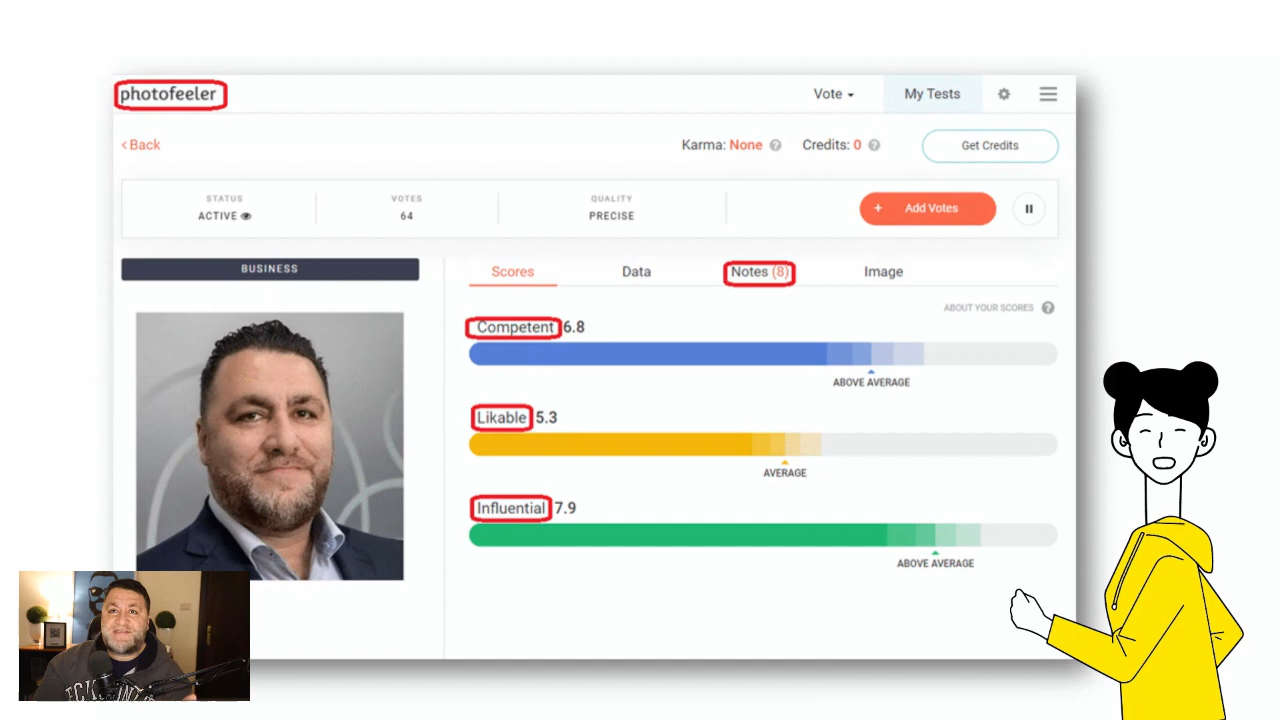 photofeeler
Vote
My Tests
< Back
Karma: None ?
Credits: 0 ?
Get Credits
STATUS
ACTIVE
VOTES
64
QUALITY
PRECISE
+ Add Votes
BUSINESS
Scores
Data
Notes (8)
Image
ABOUT YOUR SCORES ?
Competent 6.8
ABOVE AVERAGE
Likable 5.3
AVERAGE
Influential 7.9
ABOVE AVERAGE